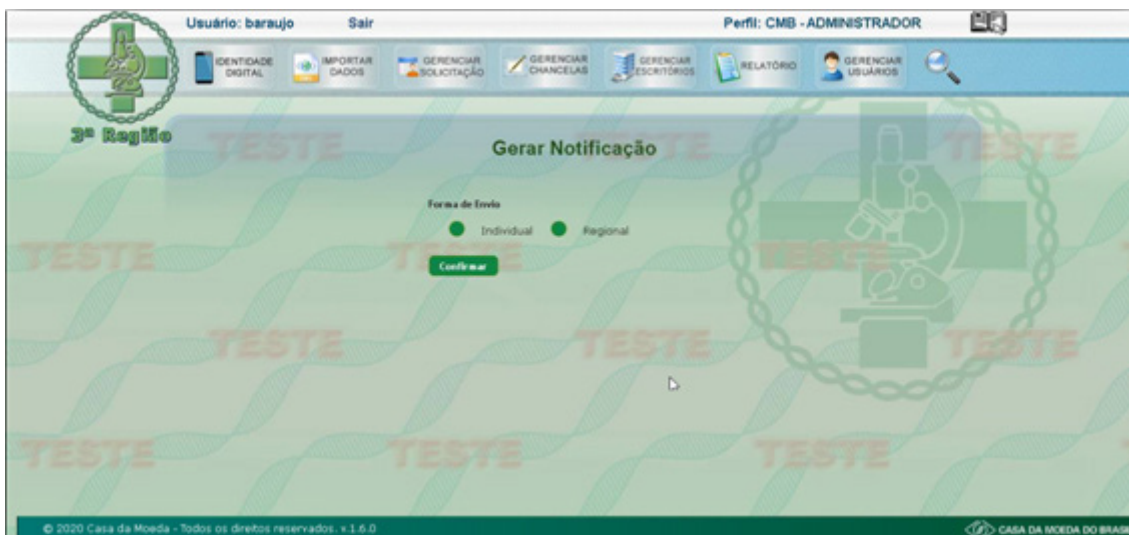 Usuário: baraujo Sair Perfil: CMB - ADMINISTRADOR
IDENTIDADE DIGITAL
IMPORTAR DADOS
GERENCIAR SOLICITAÇÃO
GERENCIAR CHANCELAS
GERENCIAR ESCRITÓRIOS
RELATÓRIO
GERENCIAR USUÁRIOS
3ª Região
TESTE TESTE TESTE
Gerar Notificação
Forma de Envio
Individual Regional
TESTE TESTE TESTE
Confirmar
TESTE TESTE TESTE
TESTE TESTE TESTE
© 2020 Casa da Moeda - Todos os direitos reservados. v.1.6.0
CASA DA MOEDA DO BRASIL